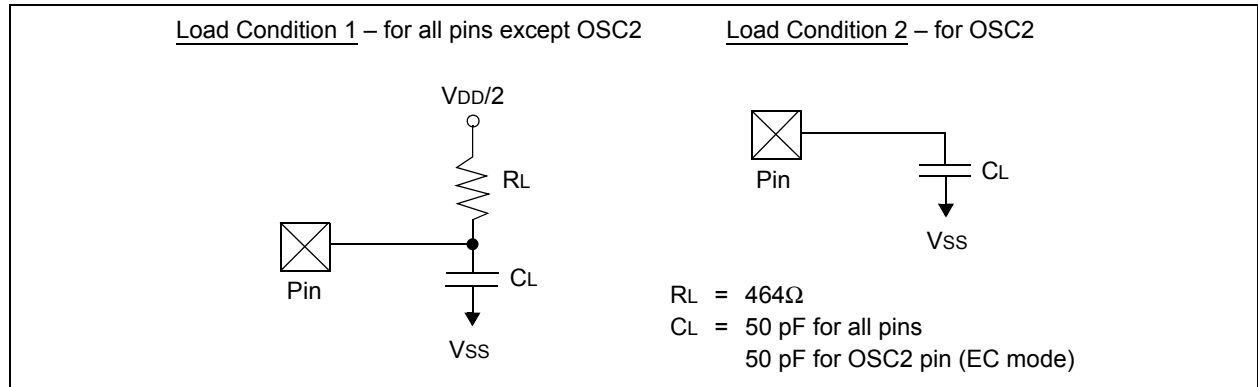 Load Condition 1 – for all pins except OSC2
VDD/2
RL
Pin
CL
VSS
Load Condition 2 – for OSC2
Pin
CL
VSS
RL = 464Ω
CL = 50 pF for all pins
50 pF for OSC2 pin (EC mode)